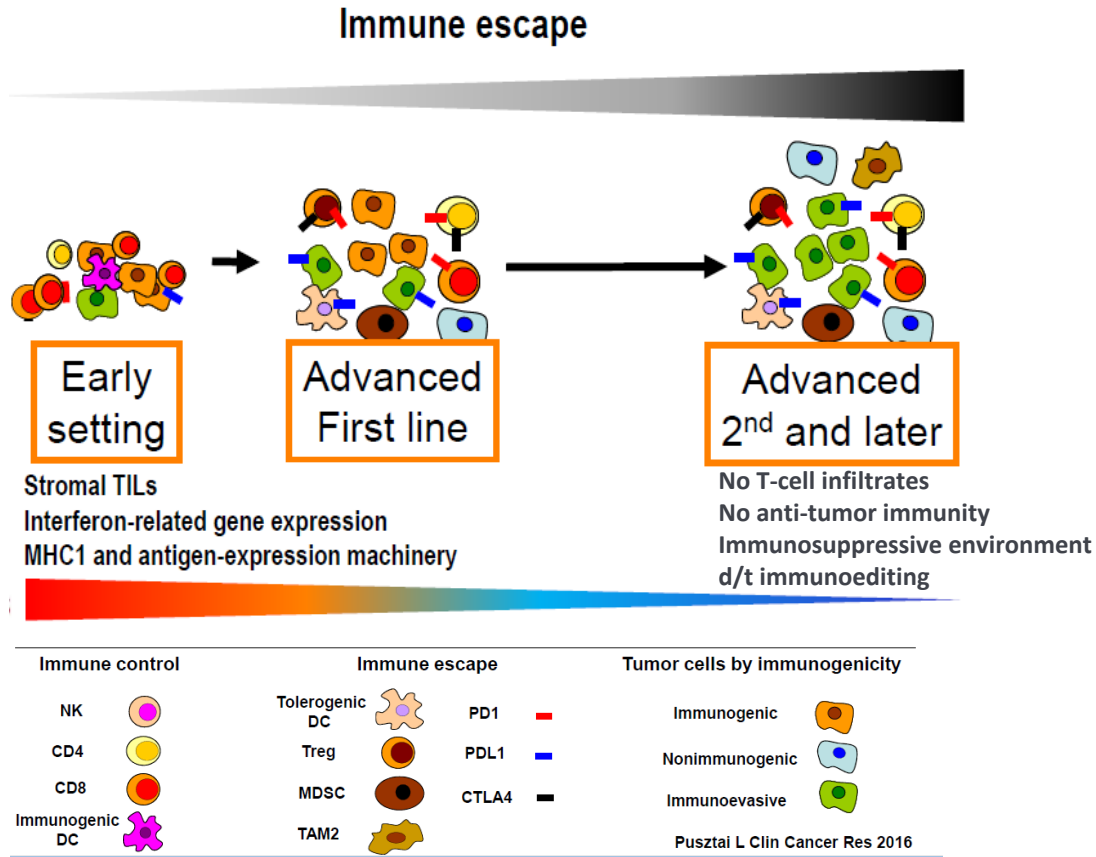 Immune escape
Early
setting
Advanced
First line
Advanced
2nd and later
Stromal TILs
Interferon-related gene expression
MHC1 and antigen-expression machinery
No T-cell infiltrates
No anti-tumor immunity
Immunosuppressive environment
d/t immunoediting
Immune control
NK
CD4
CD8
Immunogenic
DC
Immune escape
Tolerogenic
DC
Treg
MDSC
TAM2
PD1
PDL1
CTLA4
Tumor cells by immunogenicity
Immunogenic
Nonimmunogenic
Immunoevasive
Pusztai L Clin Cancer Res 2016